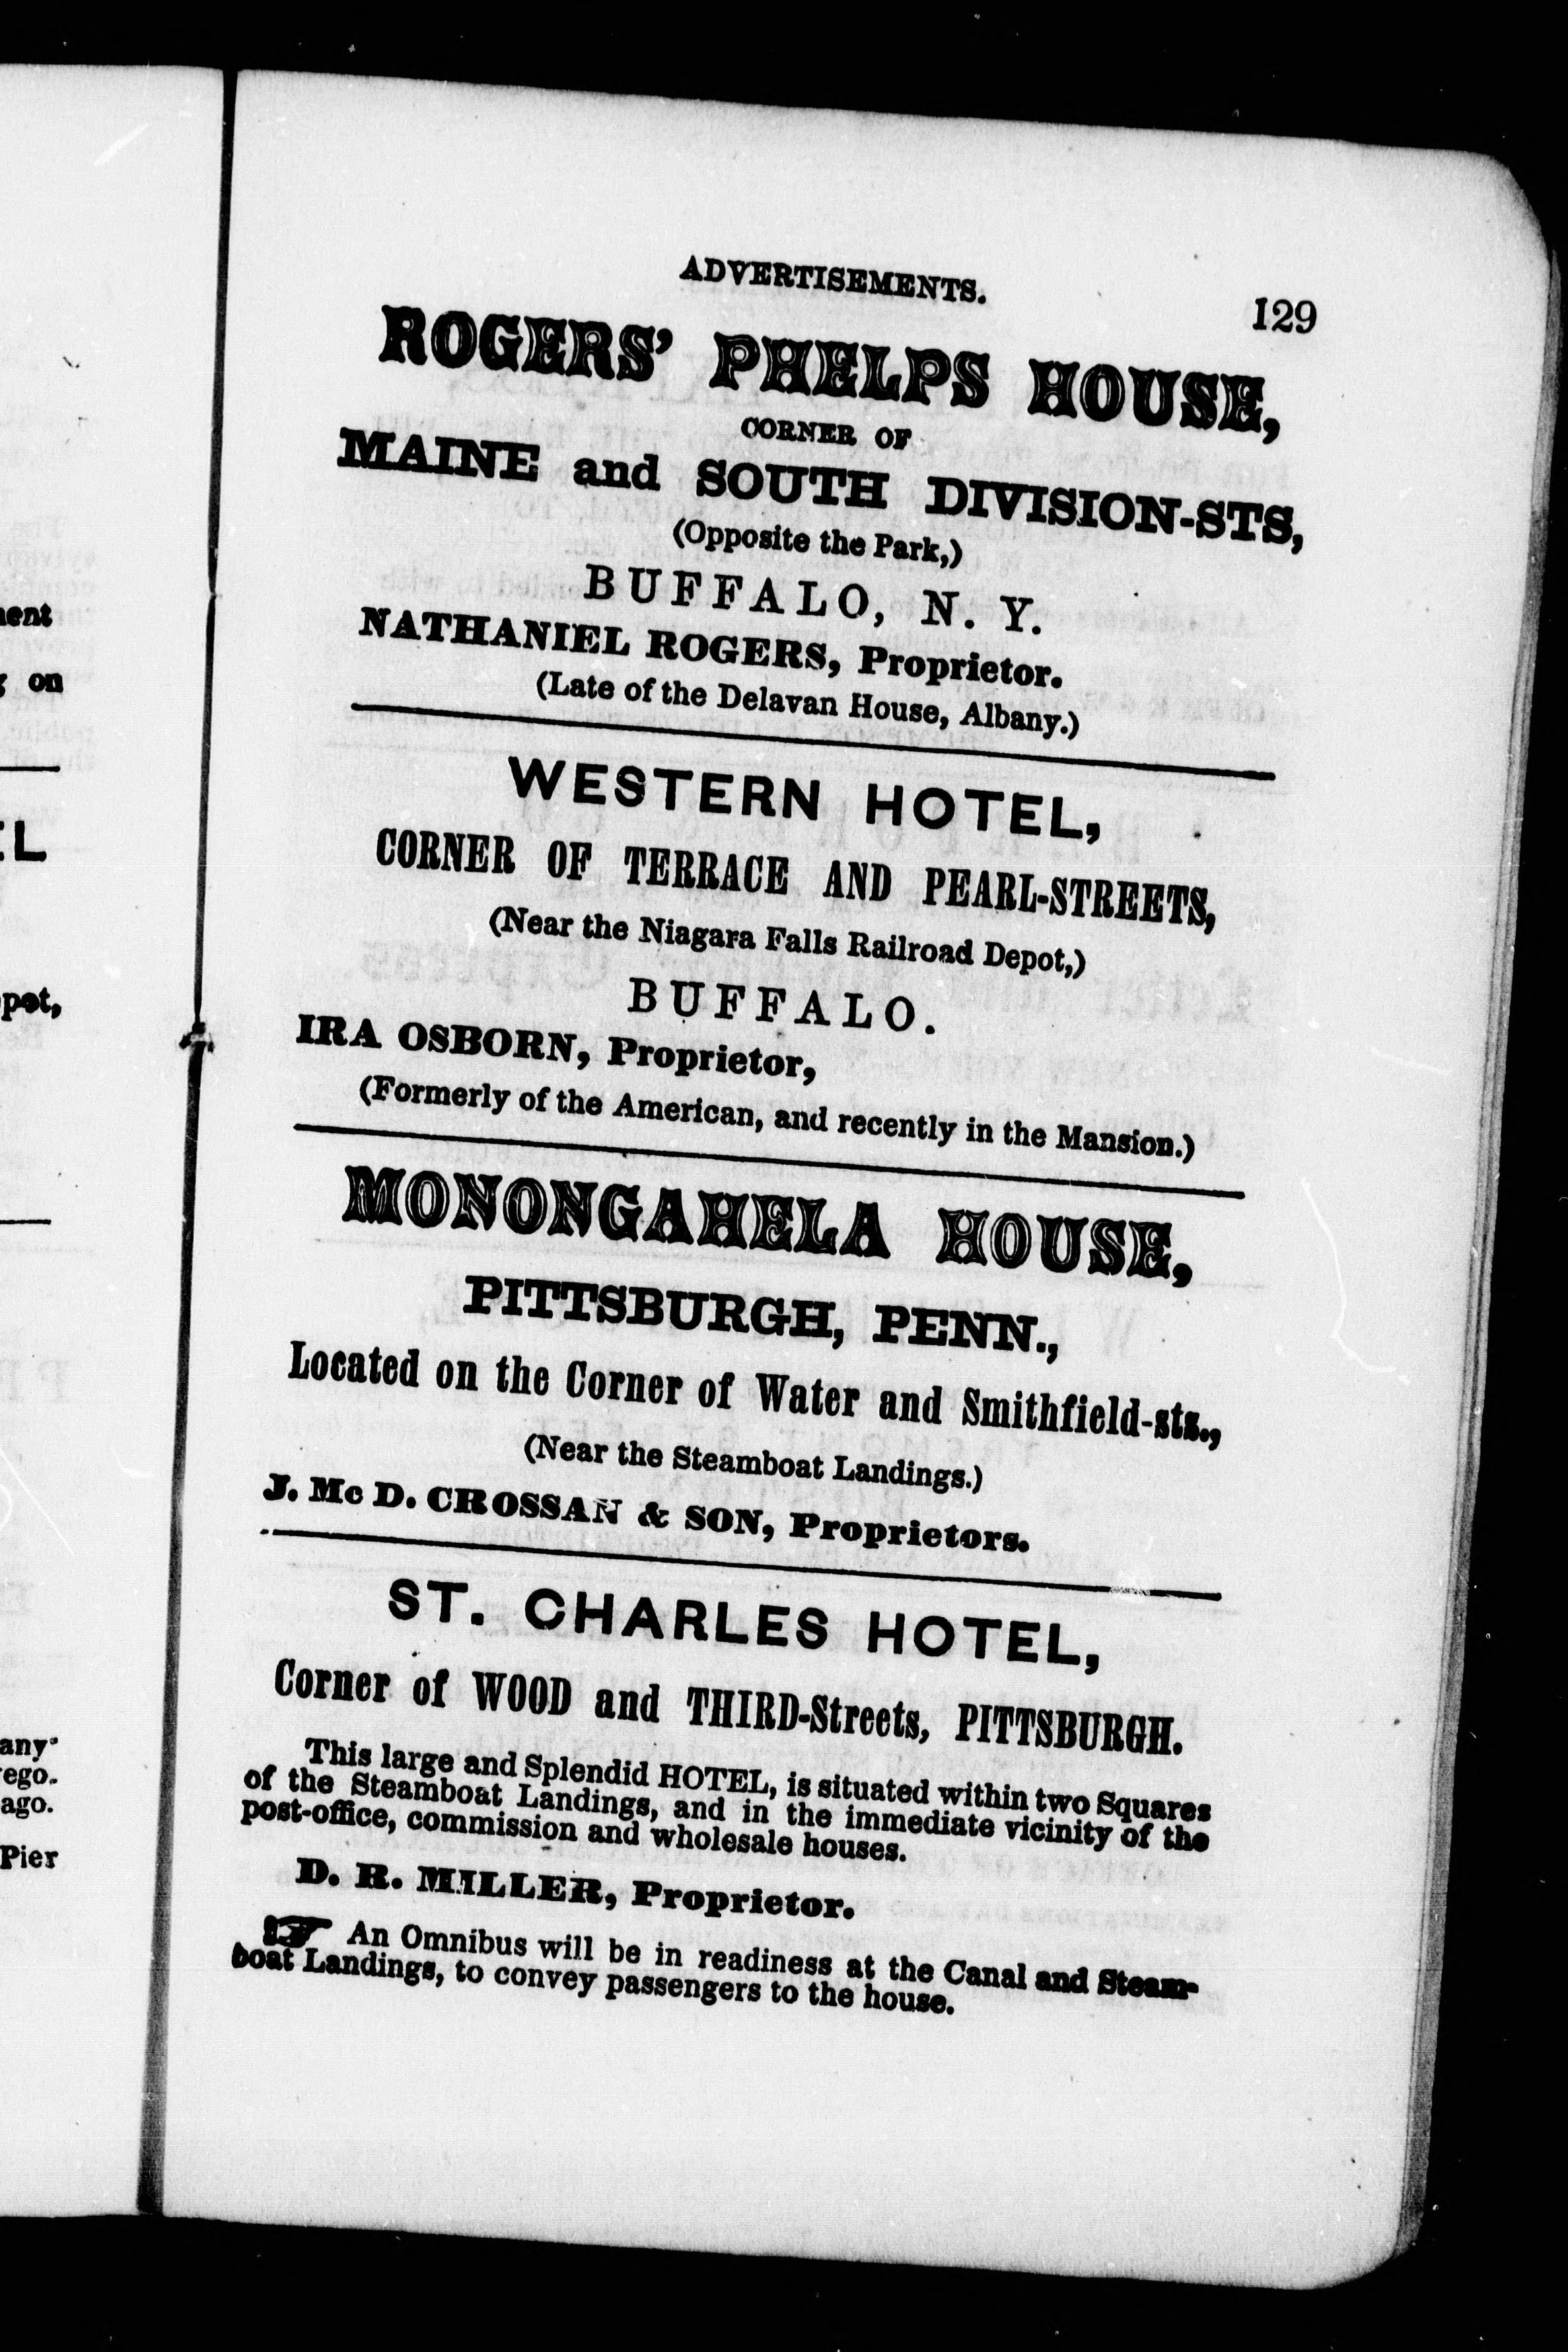 ADVERTISEMENTS.
129
ROGERS' PHELPS HOUSE,
CORNER OF
MAINE and SOUTH DIVISION-STS,
(Opposite the Park,)
BUFFALO, N. Y.
NATHANIEL ROGERS, Proprietor.
(Late of the Delavan House, Albany.)
WESTERN HOTEL,
CORNER OF TERRACE AND PEARL-STREETS,
(Near the Niagara Falls Railroad Depot,)
BUFFALO.
IRA OSBORN, Proprietor,
(Formerly of the American, and recently in the Mansion.)
MONONGAHELA HOUSE,
PITTSBURGH, PENN.,
Located on the Corner of Water and Smithfield-sts.,
(Near the Steamboat Landings.)
J. Mc D. CROSSAN & SON, Proprietors.
ST. CHARLES HOTEL,
Corner of WOOD and THIRD-Streets, PITTSBURGH.
This large and Splendid HOTEL, is situated within two Squares
of the Steamboat Landings, and in the immediate vicinity of the
post-office, commission and wholesale houses.
D. R. MILLER, Proprietor.
☞ An Omnibus will be in readiness at the Canal and Steam-
boat Landings, to convey passengers to the house.